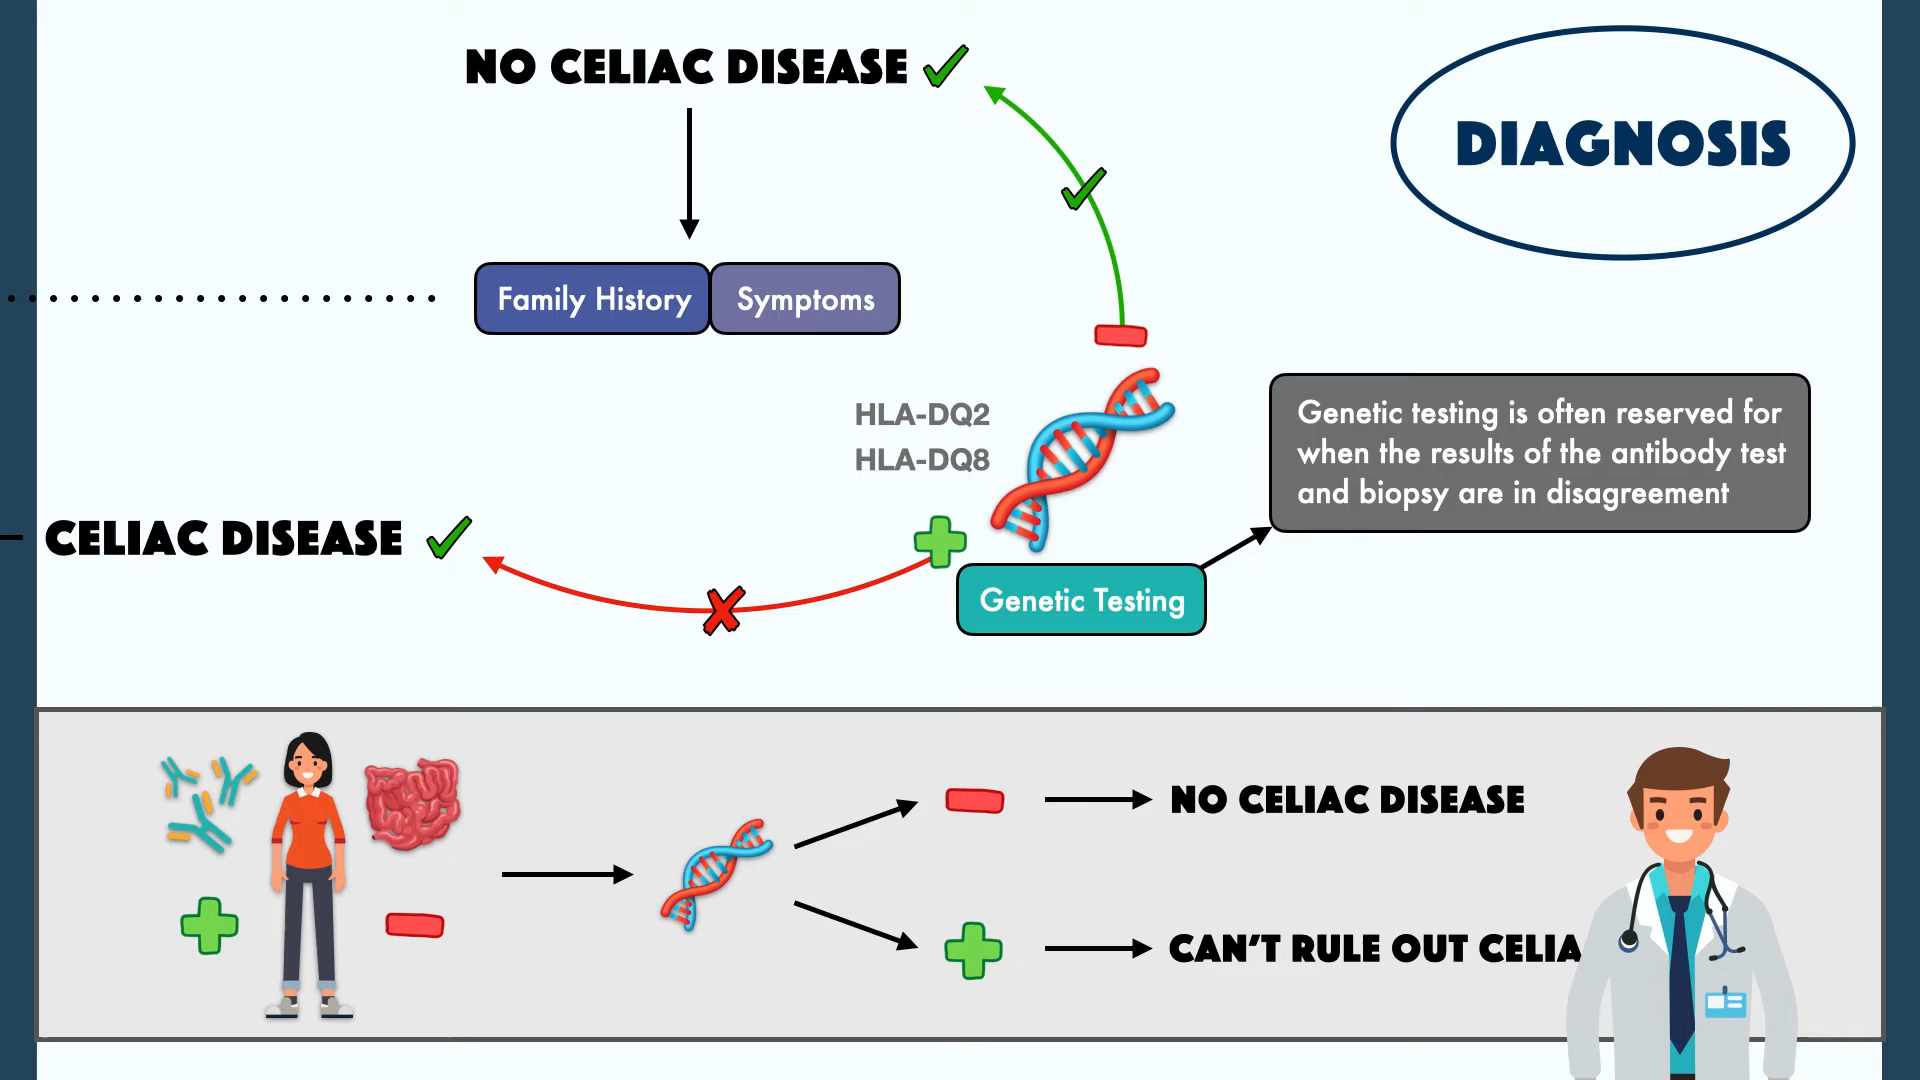 NO CELIAC DISEASE
DIAGNOSIS
Family History
Symptoms
HLA-DQ2
HLA-DQ8
Genetic testing is often reserved for
when the results of the antibody test
and biopsy are in disagreement
CELIAC DISEASE
Genetic Testing
NO CELIAC DISEASE
CAN'T RULE OUT CELIA